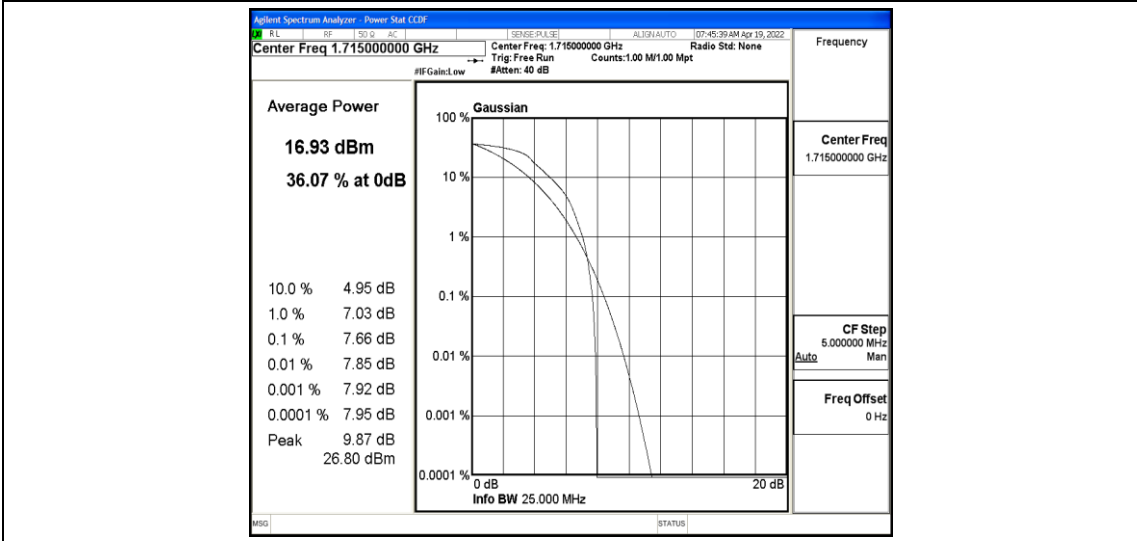 Agilent Spectrum Analyzer - Power Stat CCDF
LXI RL RF 50 Ω AC SENSE:PULSE ALIGNAUTO 07:45:39 AM Apr 19, 2022
Center Freq 1.715000000 GHz
Center Freq: 1.715000000 GHz Radio Std: None
Trig: Free Run Counts:1.00 M/1.00 Mpt
#IFGain:Low #Atten: 40 dB
Frequency
Average Power
16.93 dBm
36.07 % at 0dB
10.0 % 4.95 dB
1.0 % 7.03 dB
0.1 % 7.66 dB
0.01 % 7.85 dB
0.001 % 7.92 dB
0.0001 % 7.95 dB
Peak 9.87 dB
26.80 dBm
Gaussian
100 %
10 %
1 %
0.1 %
0.01 %
0.001 %
0.0001 %
0 dB 20 dB
Info BW 25.000 MHz
Center Freq
1.715000000 GHz
CF Step
5.000000 MHz
Auto Man
Freq Offset
0 Hz
MSG STATUS